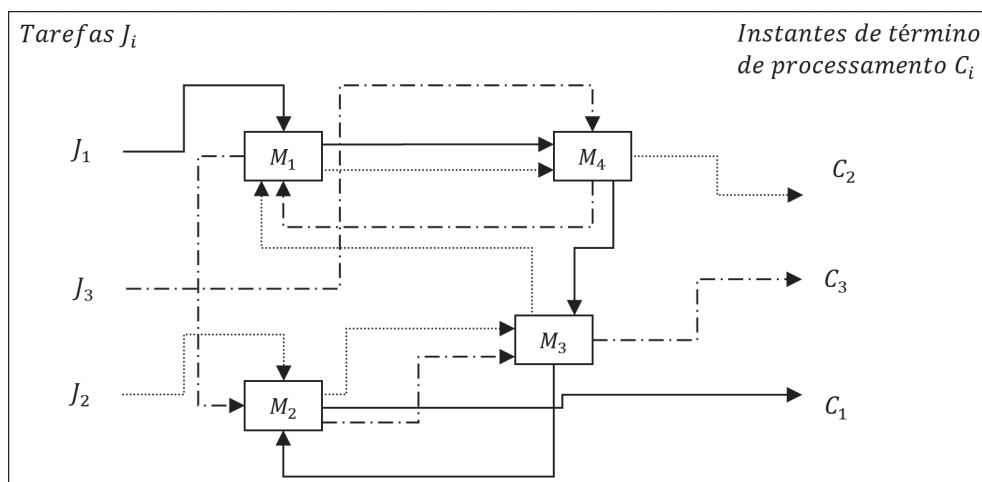 Tarefas J_i
Instantes de término
de processamento C_i
J_1
M_1
M_4
C_2
J_3
C_3
M_3
J_2
M_2
C_1